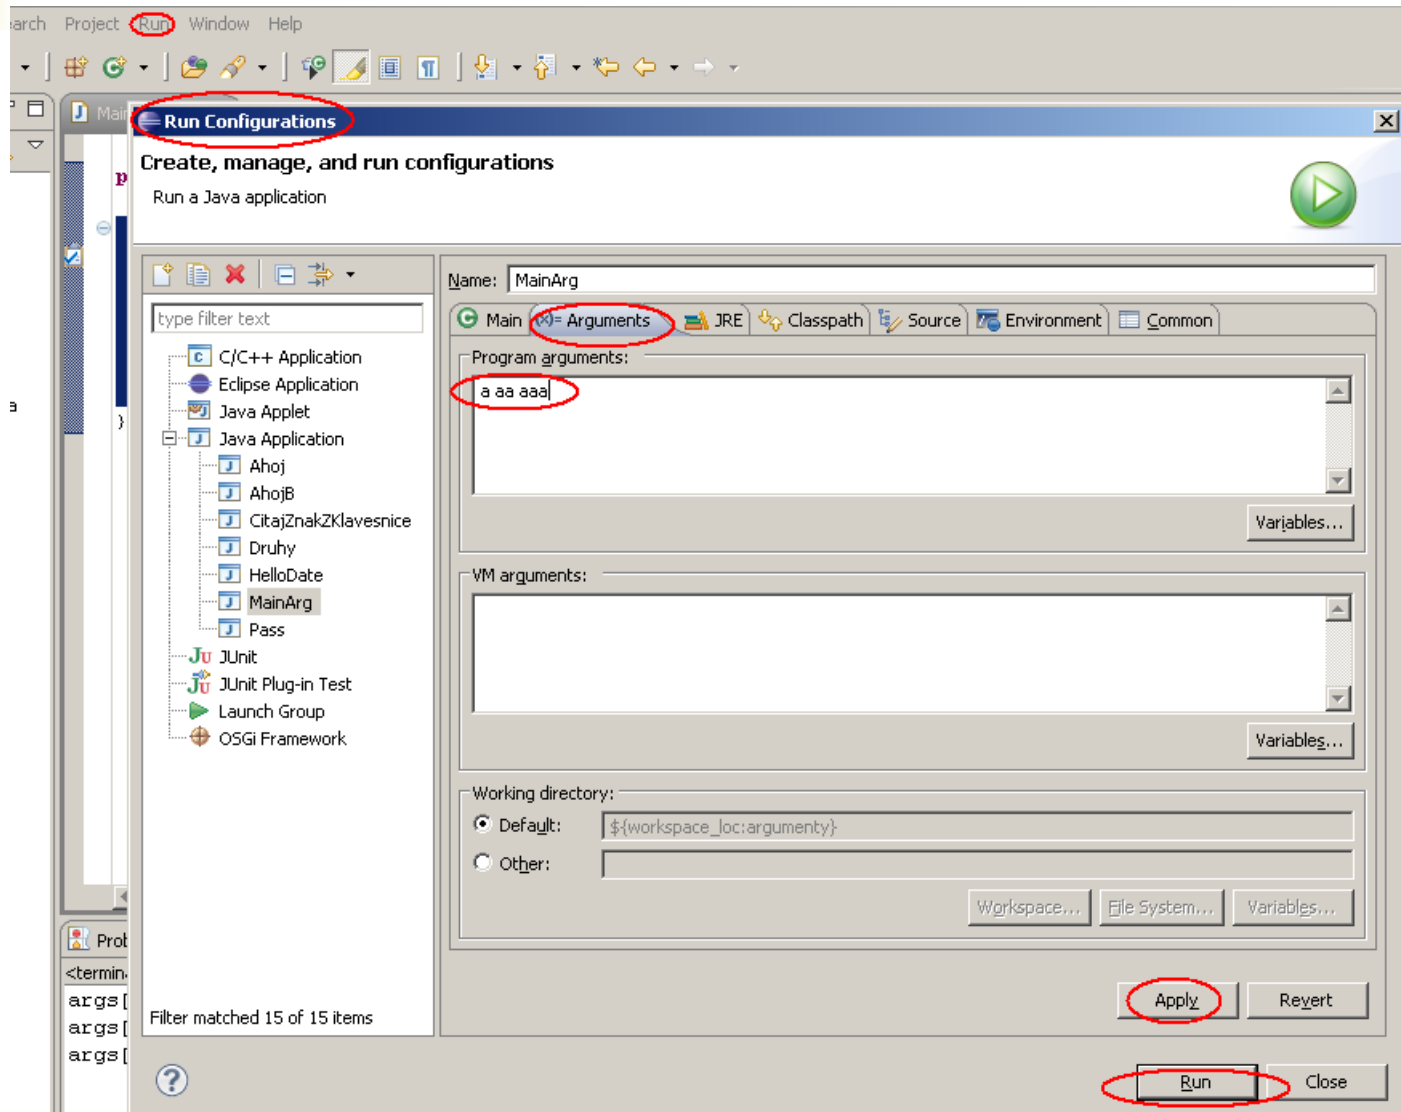 Project Run Window Help
Run Configurations
Create, manage, and run configurations
Run a Java application
Name: MainArg
type filter text
Main (x)= Arguments JRE Classpath Source Environment Common
C/C++ Application
Eclipse Application
Java Applet
Java Application
Ahoj
AhojB
CitajZnakZKlavesnice
Druhy
HelloDate
MainArg
Pass
JUnit
JUnit Plug-in Test
Launch Group
OSGi Framework
Filter matched 15 of 15 items
Program arguments:
a aa aaa
Variables...
VM arguments:
Variables...
Working directory:
Default: ${workspace_loc:argumenty}
Other:
Workspace... File System... Variables...
Apply Revert
Run Close
args[
args[
args[